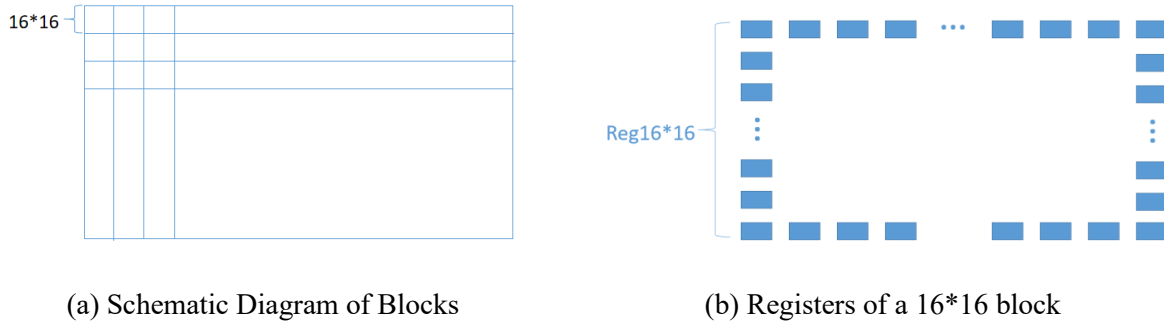 16*16
Reg16*16
(a) Schematic Diagram of Blocks
(b) Registers of a 16*16 block